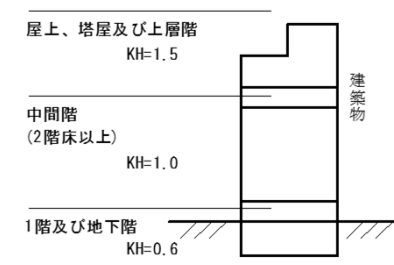 屋上、塔屋及び上層階
KH=1.5
建築物
中間階
(2階床以上)
KH=1.0
1階及び地下階
KH=0.6